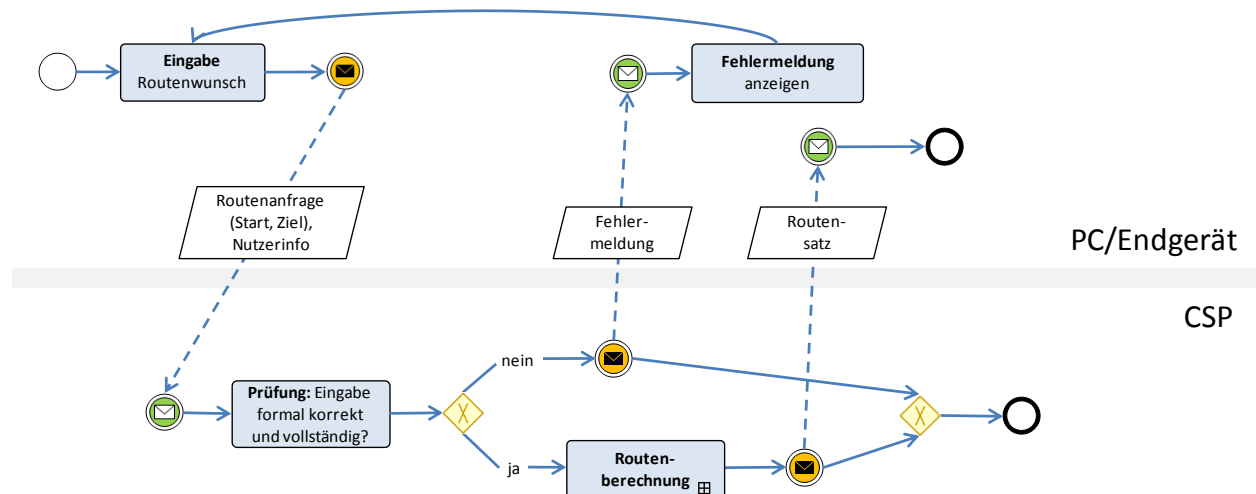 Eingabe
Routenwunsch
Fehlermeldung
anzeigen
Routenanfrage
(Start, Ziel),
Nutzerinfo
Fehler-
meldung
Routen-
satz
PC/Endgerät
CSP
nein
Prüfung: Eingabe
formal korrekt
und vollständig?
X
X
ja
Routen-
berechnung